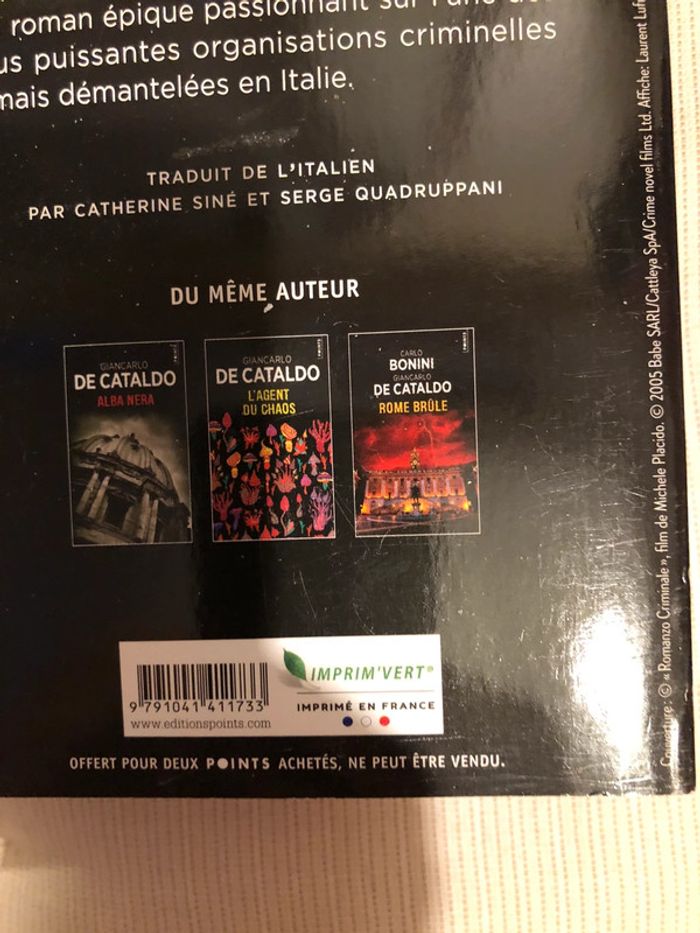 roman épique passionnant sur l'une des
puissantes organisations criminelles
démantelées en Italie.
TRADUIT DE L'ITALIEN
PAR CATHERINE SINÉ ET SERGE QUADRUPPANI
DU MÊME AUTEUR
GIANCARLO
DE CATALDO
ALBA NERA
POINTS
GIANCARLO
DE CATALDO
L'AGENT
DU CHAOS
POINTS
CARLO
BONINI
GIANCARLO
DE CATALDO
ROME BRÛLE
POINTS
IMPRIM'VERT®
9 791041 411733
www.editionspoints.com
IMPRIMÉ EN FRANCE
OFFERT POUR DEUX POINTS ACHETÉS, NE PEUT ÊTRE VENDU.
Couverture : © « Romanzo Criminale », film de Michele Placido. © 2005 Babe SARL/Cattleya SpA/Crime novel films Ltd. Affiche: Laurent